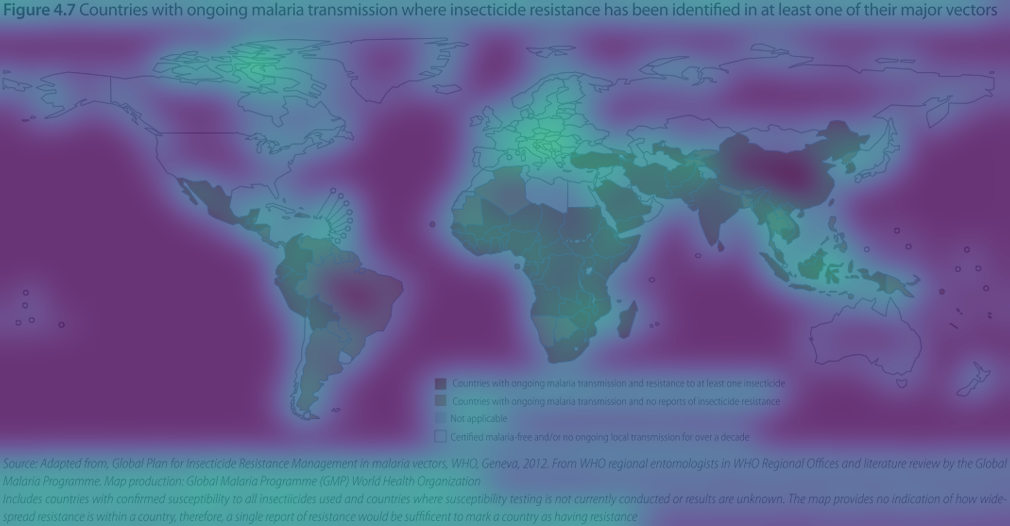 Figure 4.7 Countries with ongoing malaria transmission where insecticide resistance has been identified in at least one of their major vectors
Countries with ongoing malaria transmission and resistance to at least one insecticide
Countries with ongoing malaria transmission and no reports of insecticide resistance
Not applicable
Certified malaria-free and/or no ongoing local transmission for over a decade
Source: Adapted from, Global Plan for Insecticide Resistance Management in malaria vectors, WHO, Geneva, 2012. From WHO regional entomologists in WHO Regional Offices and literature review by the Global
Malaria Programme. Map production: Global Malaria Programme (GMP) World Health Organization
Includes countries with confirmed susceptibility to all insectiicides used and countries where susceptibility testing is not currently conducted or results are unknown. The map provides no indication of how wide-
spread resistance is within a country, therefore, a single report of resistance would be sufficent to mark a country as having resistance